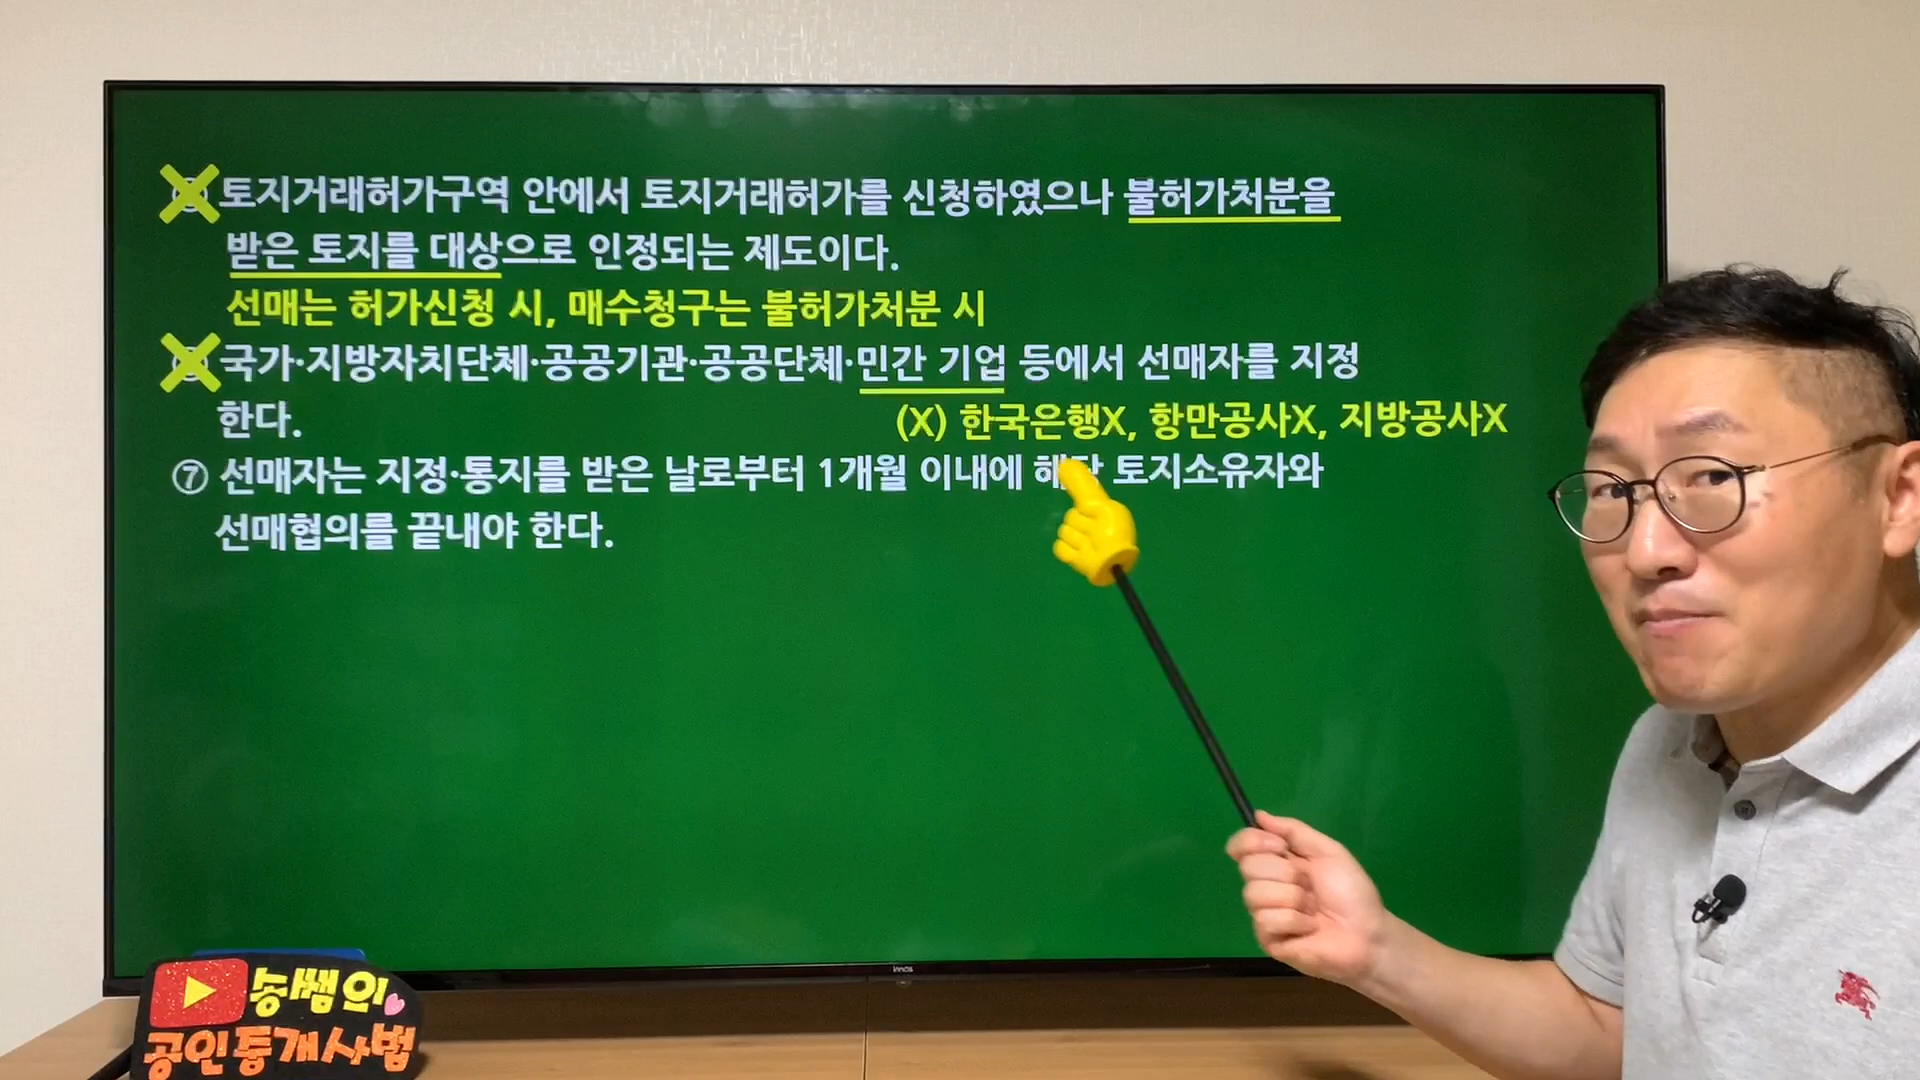 토지거래허가구역 안에서 토지거래허가를 신청하였으나 불허가처분을
받은 토지를 대상으로 인정되는 제도이다.
선매는 허가신청 시, 매수청구는 불허가처분 시
국가·지방자치단체·공공기관·공공단체·민간 기업 등에서 선매자를 지정
한다.
(X) 한국은행X, 항만공사X, 지방공사X
⑦ 선매자는 지정·통지를 받은 날로부터 1개월 이내에 해당 토지소유자와
선매협의를 끝내야 한다.
innos
송쌤의
공인중개사법